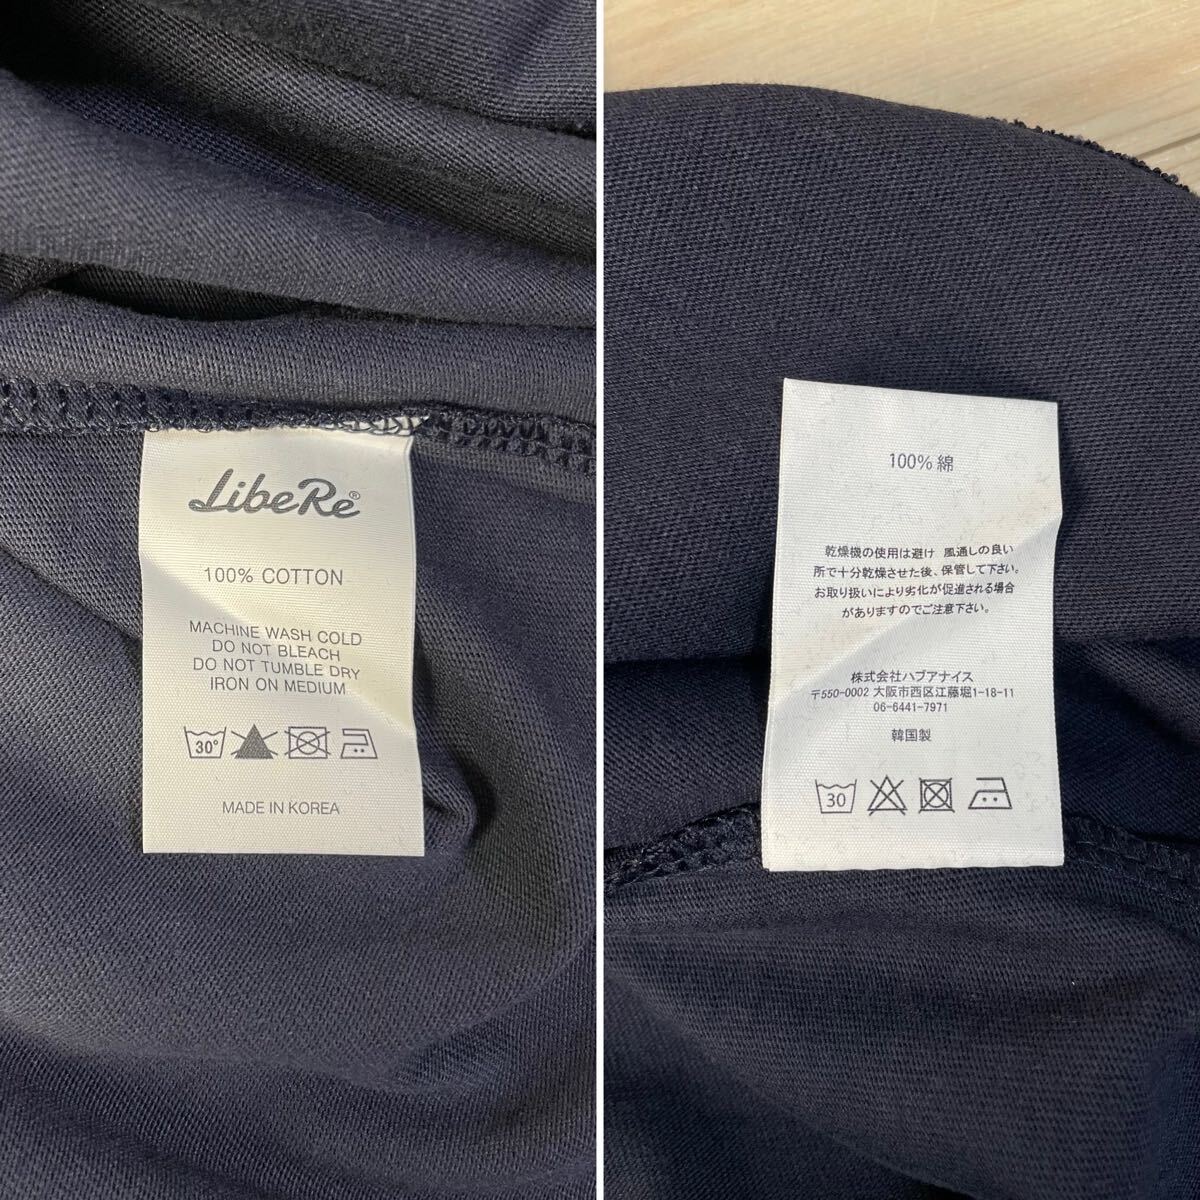 LibeRe®
100% COTTON
MACHINE WASH COLD
DO NOT BLEACH
DO NOT TUMBLE DRY
IRON ON MEDIUM
30°
MADE IN KOREA
100% 綿
乾燥機の使用は避け 風通しの良い
所で十分乾燥させた後、保管して下さい。
お取り扱いにより劣化が促進される場合
がありますのでご注意下さい。
株式会社ハブアナイス
〒550-0002 大阪市西区江藤堀1-18-11
06-6441-7971
韓国製
30